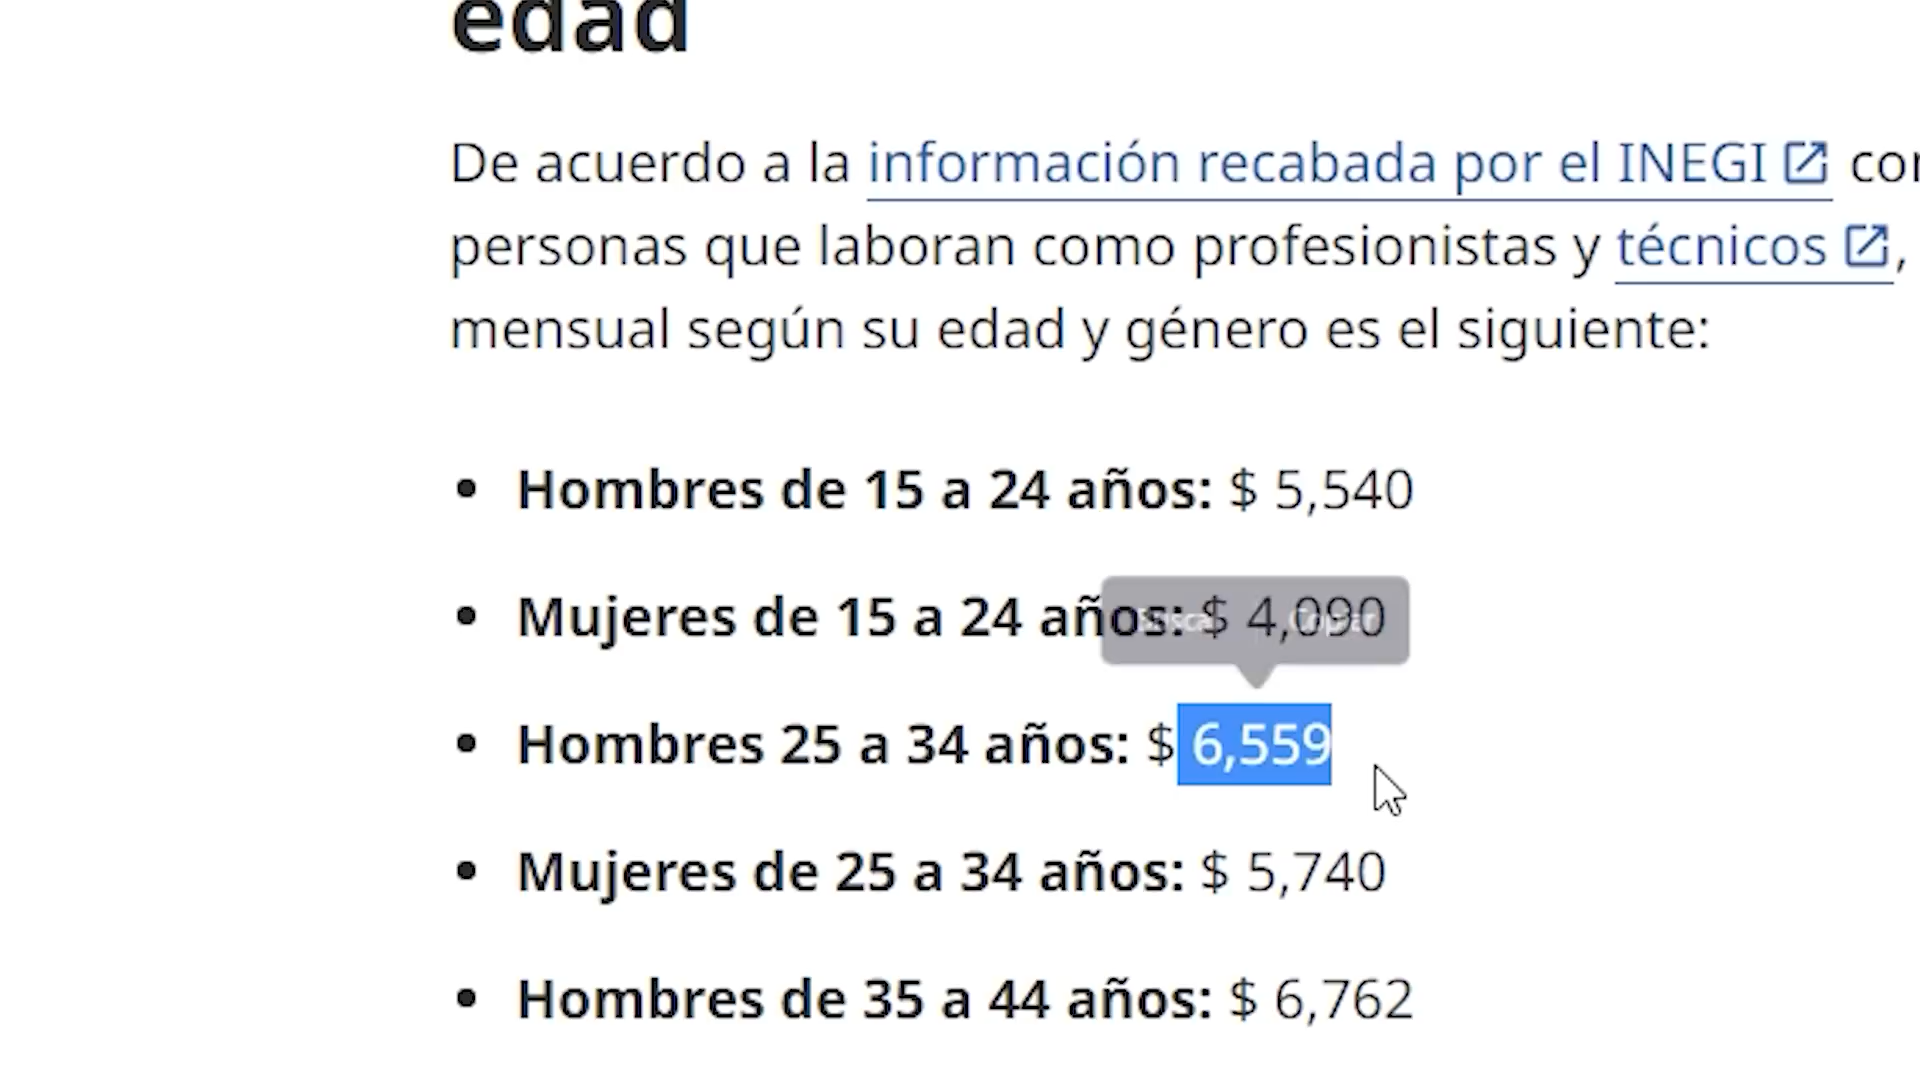 edad
De acuerdo a la información recabada por el INEGI
personas que laboran como profesionistas y técnicos,
mensual según su edad y género es el siguiente:
• Hombres de 15 a 24 años: $ 5,540
• Mujeres de 15 a 24 años: $ 4,090
• Hombres 25 a 34 años: $ 6,559
• Mujeres de 25 a 34 años: $ 5,740
• Hombres de 35 a 44 años: $ 6,762